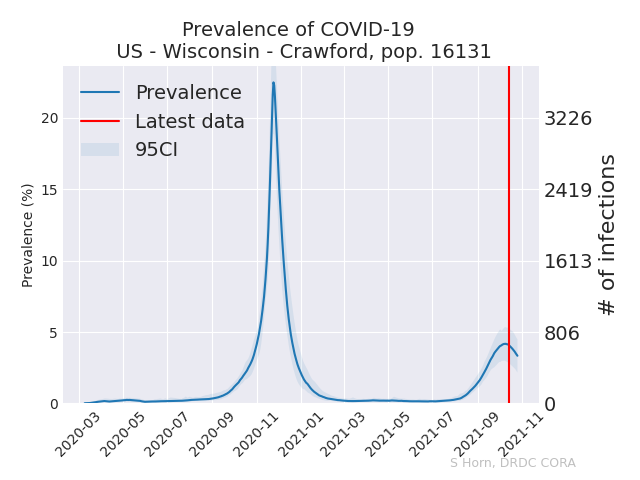 Prevalence of COVID-19
US - Wisconsin - Crawford, pop. 16131
Prevalence
Latest data
95CI
Prevalence (%)
20
15
10
5
0
3226
2419
1613
806
0
# of infections
2020-03
2020-05
2020-07
2020-09
2020-11
2021-01
2021-03
2021-05
2021-07
2021-09
2021-11
S Horn, DRDC CORA